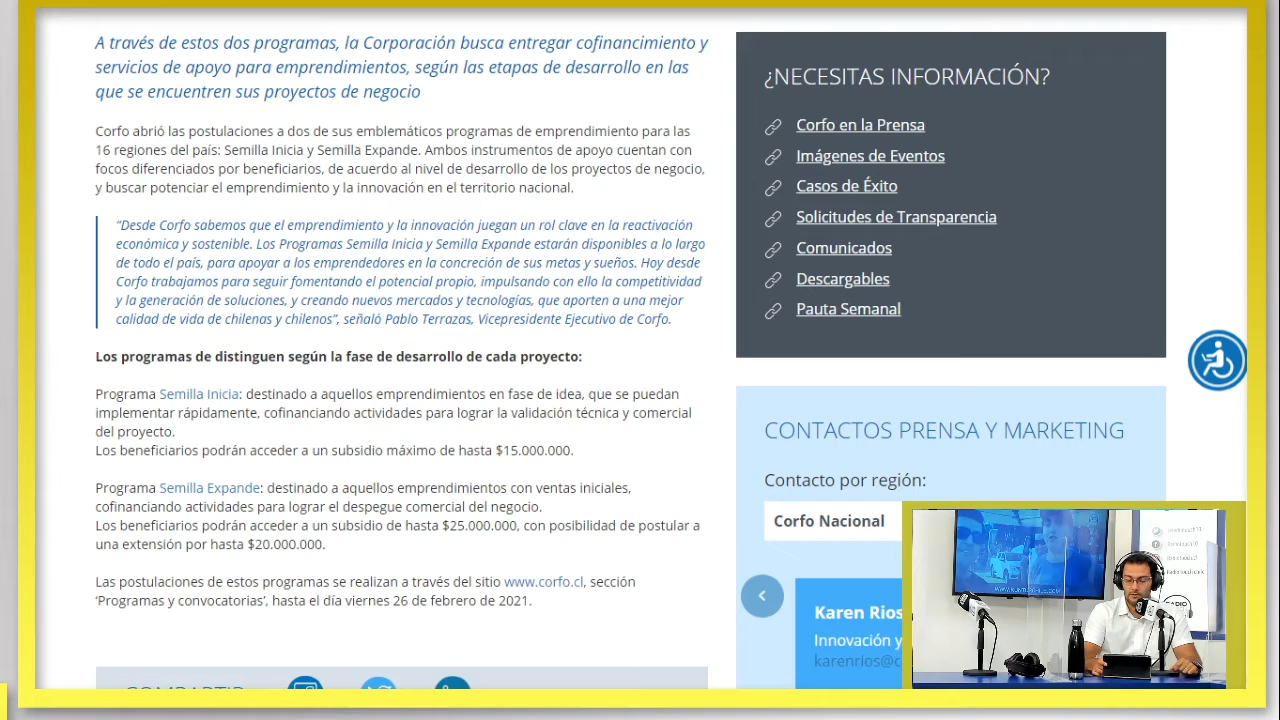 A través de estos dos programas, la Corporación busca entregar cofinanciamiento y
servicios de apoyo para emprendimientos, según las etapas de desarrollo en las
que se encuentren sus proyectos de negocio
Corfo abrió las postulaciones a dos de sus emblemáticos programas de emprendimiento para las
16 regiones del país: Semilla Inicia y Semilla Expande. Ambos instrumentos de apoyo cuentan con
focos diferenciados por beneficiarios, de acuerdo al nivel de desarrollo de los proyectos de negocio,
y buscar potenciar el emprendimiento y la innovación en el territorio nacional.
“Desde Corfo sabemos que el emprendimiento y la innovación juegan un rol clave en la reactivación
económica y sostenible. Los Programas Semilla Inicia y Semilla Expande estarán disponibles a lo largo
de todo el país, para apoyar a los emprendedores en la concreción de sus metas y sueños. Hoy desde
Corfo trabajamos para seguir fomentando el potencial propio, impulsando con ello la competitividad
y la generación de soluciones, y creando nuevos mercados y tecnologías, que aporten a una mejor
calidad de vida de chilenas y chilenos”, señaló Pablo Terrazas, Vicepresidente Ejecutivo de Corfo.
Los programas de distinguen según la fase de desarrollo de cada proyecto:
Programa Semilla Inicia: destinado a aquellos emprendimientos en fase de idea, que se puedan
implementar rápidamente, cofinanciando actividades para lograr la validación técnica y comercial
del proyecto.
Los beneficiarios podrán acceder a un subsidio máximo de hasta $15.000.000.
Programa Semilla Expande: destinado a aquellos emprendimientos con ventas iniciales,
cofinanciando actividades para lograr el despegue comercial del negocio.
Los beneficiarios podrán acceder a un subsidio de hasta $25.000.000, con posibilidad de postular a
una extensión por hasta $20.000.000.
Las postulaciones de estos programas se realizan a través del sitio www.corfo.cl, sección
‘Programas y convocatorias’, hasta el día viernes 26 de febrero de 2021.
COMPARTIR
¿NECESITAS INFORMACIÓN?
Corfo en la Prensa
Imágenes de Eventos
Casos de Éxito
Solicitudes de Transparencia
Comunicados
Descargables
Pauta Semanal
CONTACTOS PRENSA Y MARKETING
Contacto por región:
Corfo Nacional
Karen Rios
Innovación y
karenrios@c